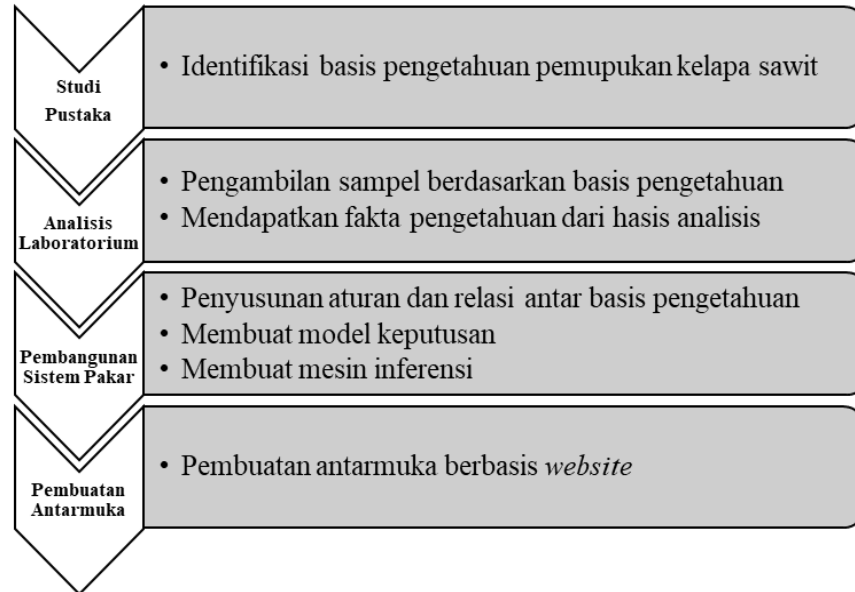 Studi
Pustaka
• Identifikasi basis pengetahuan pemupukan kelapa sawit
Analisis
Laboratorium
• Pengambilan sampel berdasarkan basis pengetahuan
• Mendapatkan fakta pengetahuan dari hasis analisis
Pembangunan
Sistem Pakar
• Penyusunan aturan dan relasi antar basis pengetahuan
• Membuat model keputusan
• Membuat mesin inferensi
Pembuatan
Antarmuka
• Pembuatan antarmuka berbasis website